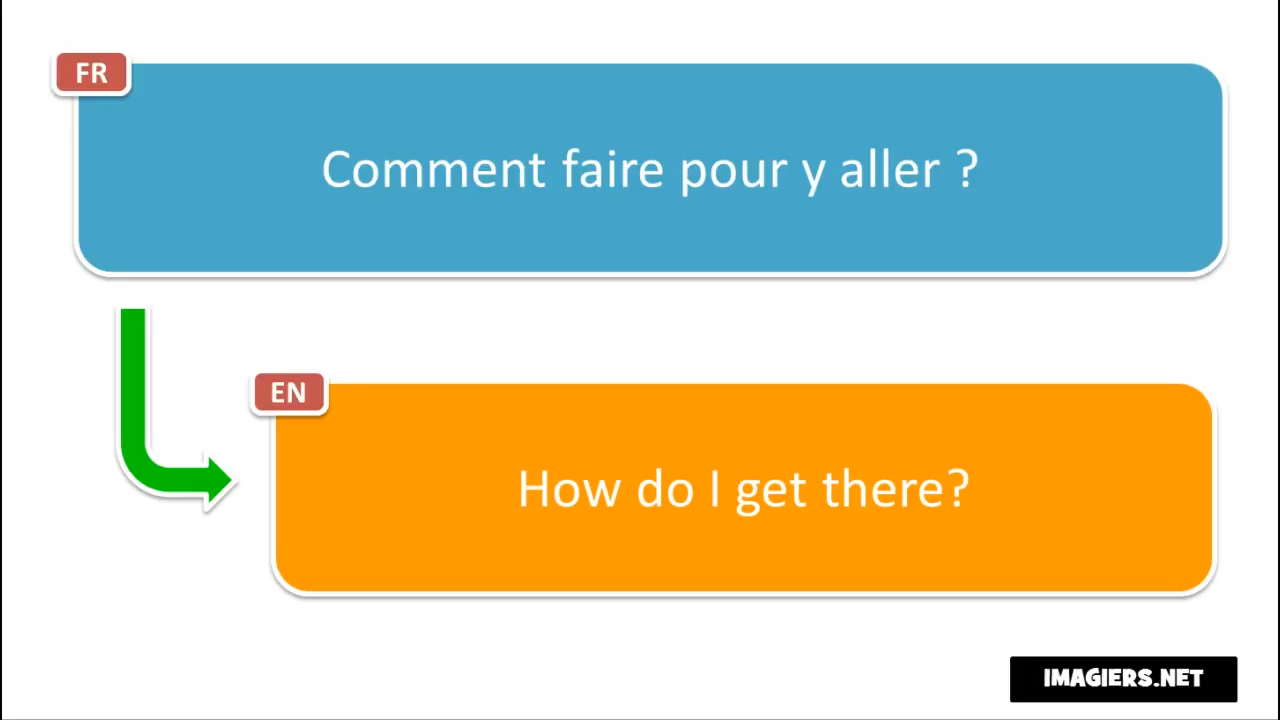 FR
Comment faire pour y aller ?
EN
How do I get there?
IMAGIERS.NET